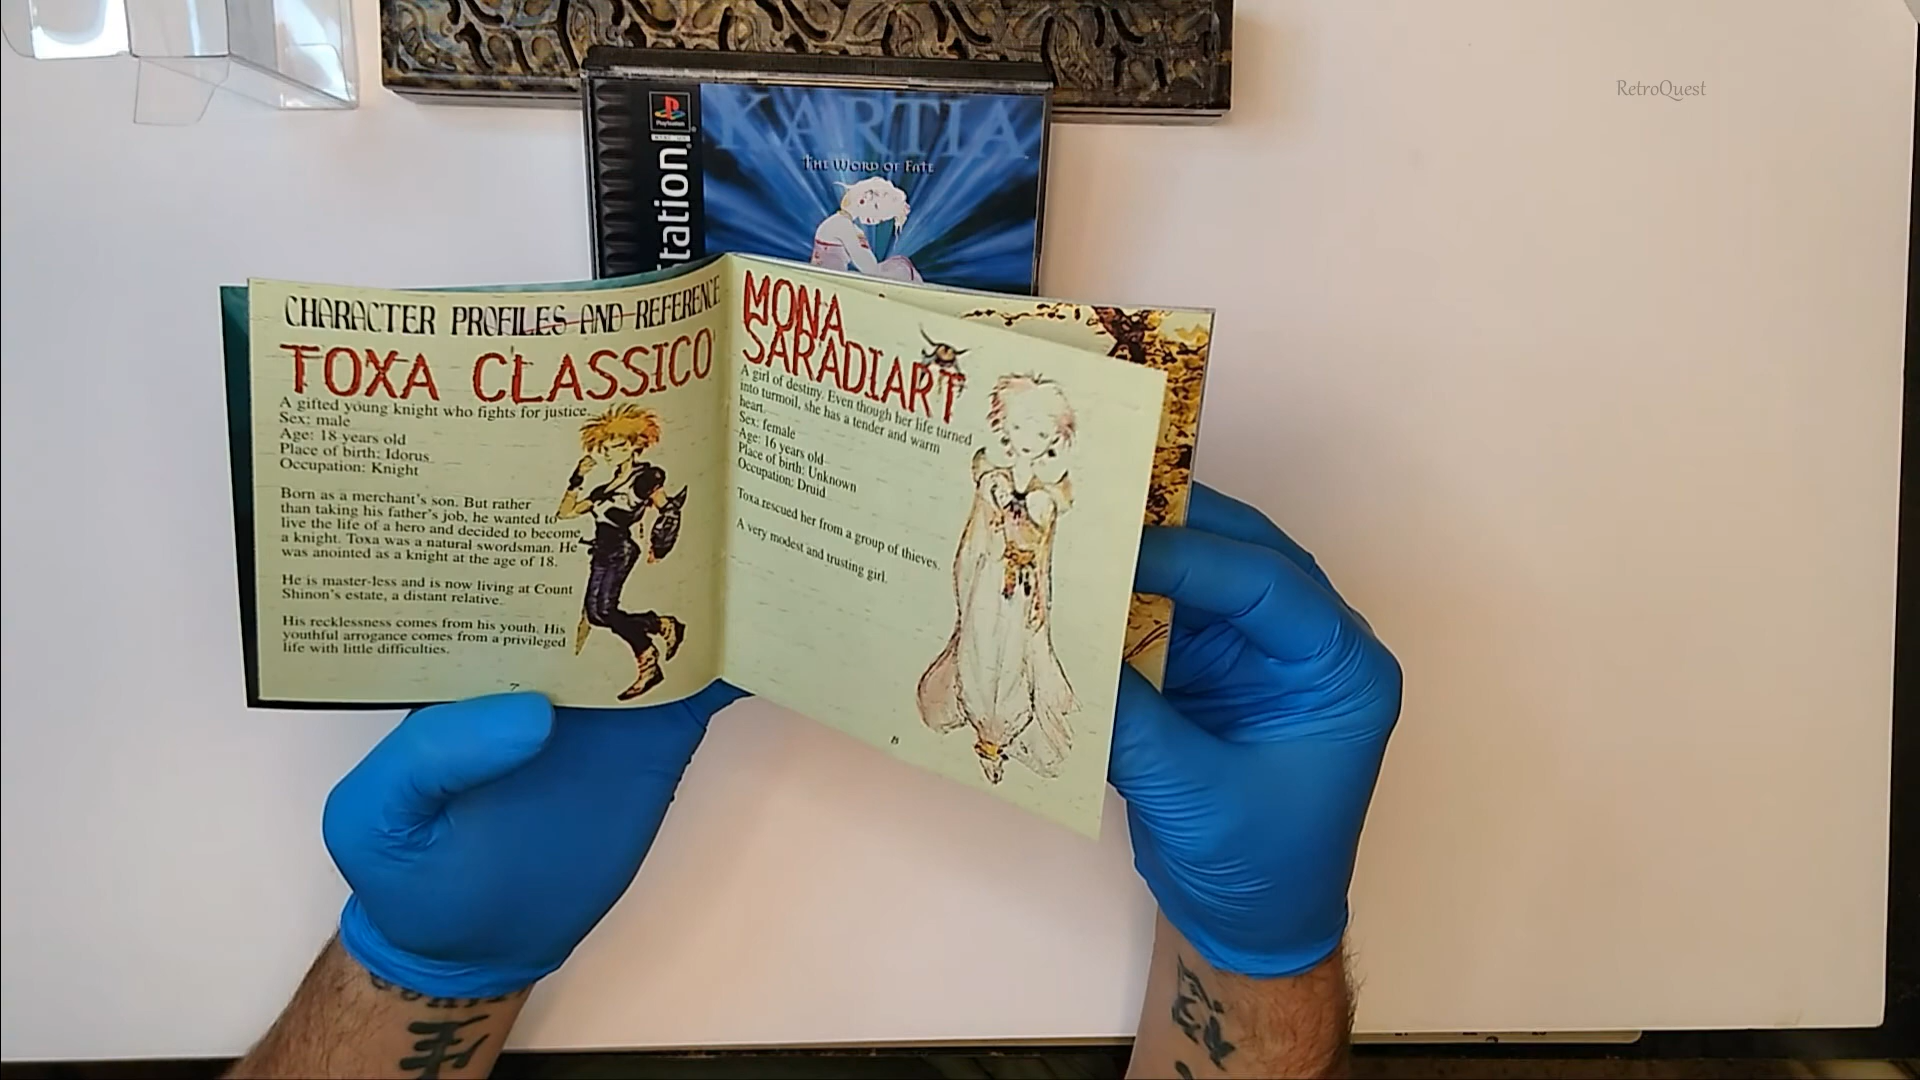 RetroQuest
PlayStation
KARTIA
THE WORD OF FATE
CHARACTER PROFILES AND REFERENCE
TOXA CLASSICO
A gifted young knight who fights for justice.
Sex: male
Age: 18 years old
Place of birth: Idorus
Occupation: Knight
Born as a merchant's son. But rather
than taking his father's job, he wanted to
live the life of a hero and decided to become
a knight. Toxa was a natural swordsman. He
was anointed as a knight at the age of 18.
He is master-less and is now living at Count
Shinon's estate, a distant relative.
His recklessness comes from his youth. His
youthful arrogance comes from a privileged
life with little difficulties.
7
MONA
SARADIART
A girl of destiny. Even though her life turned
into turmoil, she has a tender and warm
heart.
Sex: female
Age: 16 years old
Place of birth: Unknown
Occupation: Druid
Toxa rescued her from a group of thieves.
A very modest and trusting girl.
8